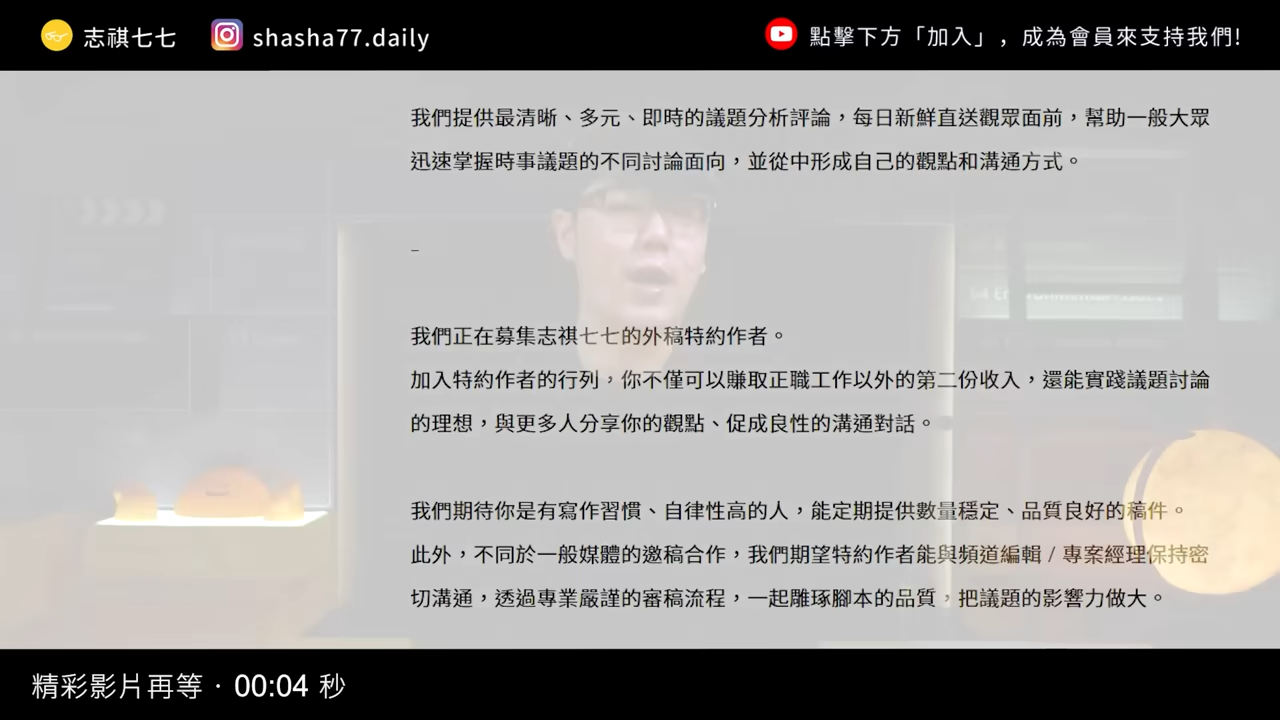 志祺七七
shasha77.daily
點擊下方「加入」，成為會員來支持我們!
我們提供最清晰、多元、即時的議題分析評論，每日新鮮直送觀眾面前，幫助一般大眾
迅速掌握時事議題的不同討論面向，並從中形成自己的觀點和溝通方式。
–
我們正在募集志祺七七的外稿特約作者。
加入特約作者的行列，你不僅可以賺取正職工作以外的第二份收入，還能實踐議題討論
的理想，與更多人分享你的觀點、促成良性的溝通對話。
我們期待你是有寫作習慣、自律性高的人，能定期提供數量穩定、品質良好的稿件。
此外，不同於一般媒體的邀稿合作，我們期望特約作者能與頻道編輯 / 專案經理保持密
切溝通，透過專業嚴謹的審稿流程，一起雕琢腳本的品質，把議題的影響力做大。
精彩影片再等 · 00:04 秒